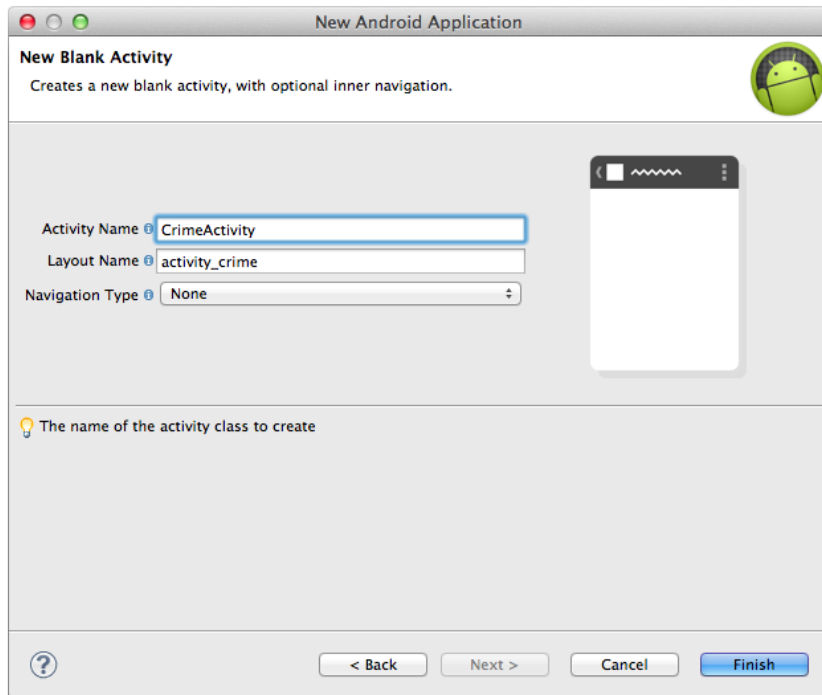 New Android Application
New Blank Activity
Creates a new blank activity, with optional inner navigation.
Activity Name CrimeActivity
Layout Name activity_crime
Navigation Type None
The name of the activity class to create
? < Back Next > Cancel Finish